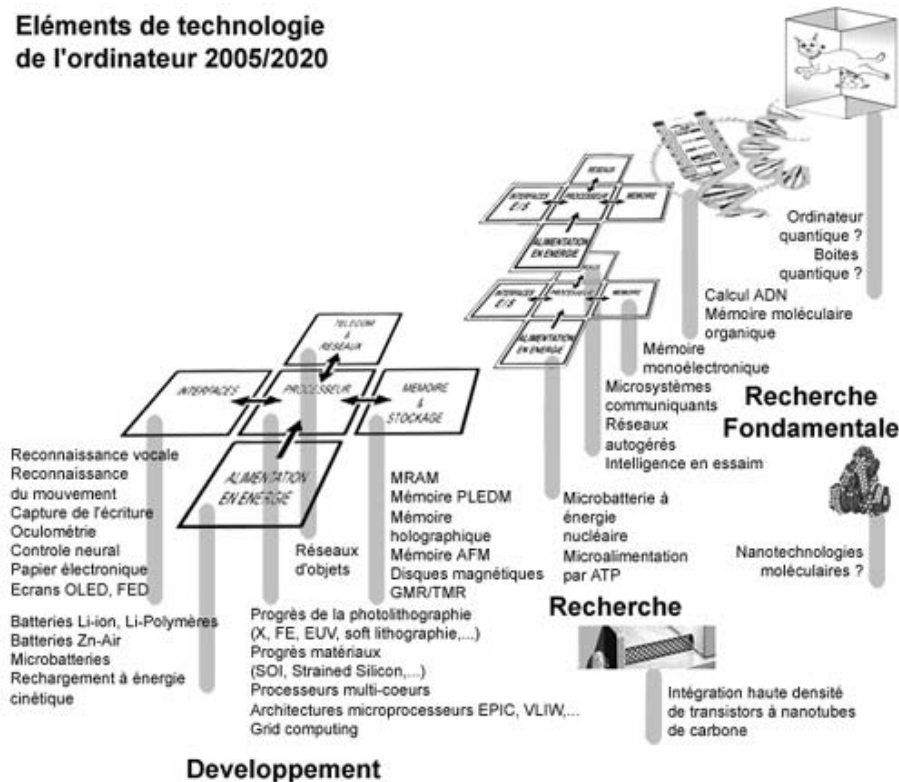 Eléments de technologie
de l'ordinateur 2005/2020
RESEAUX
INTERFACES
E/S
PROCESSEUR
MEMOIRE
ALIMENTATION
EN ENERGIE
INTERFACES
E/S
PROCESSEUR
MEMOIRE
ALIMENTATION
EN ENERGIE
Ordinateur
quantique ?
Boites
quantique ?
Calcul ADN
Mémoire moléculaire
organique
Mémoire
monoélectronique
Microsystèmes
communiquants
Réseaux
autogérés
Intelligence en essaim
Recherche
Fondamentale
TELECOM
&
RESEAUX
INTERFACES
PROCESSEUR
MEMOIRE
&
STOCKAGE
ALIMENTATION
EN ENERGIE
Reconnaissance vocale
Reconnaissance
du mouvement
Capture de l'écriture
Oculométrie
Controle neural
Papier électronique
Ecrans OLED, FED
Réseaux
d'objets
MRAM
Mémoire PLEDM
Mémoire
holographique
Mémoire AFM
Disques magnétiques
GMR/TMR
Microbatterie à
énergie
nucléaire
Microalimentation
par ATP
Nanotechnologies
moléculaires ?
Recherche
Batteries Li-ion, Li-Polymères
Batteries Zn-Air
Microbatteries
Rechargement à énergie
cinétique
Progrès de la photolithographie
(X, FE, EUV, soft lithographie,...)
Progrès matériaux
(SOI, Strained Silicon,...)
Processeurs multi-coeurs
Architectures microprocesseurs EPIC, VLIW,...
Grid computing
Intégration haute densité
de transistors à nanotubes
de carbone
Developpement